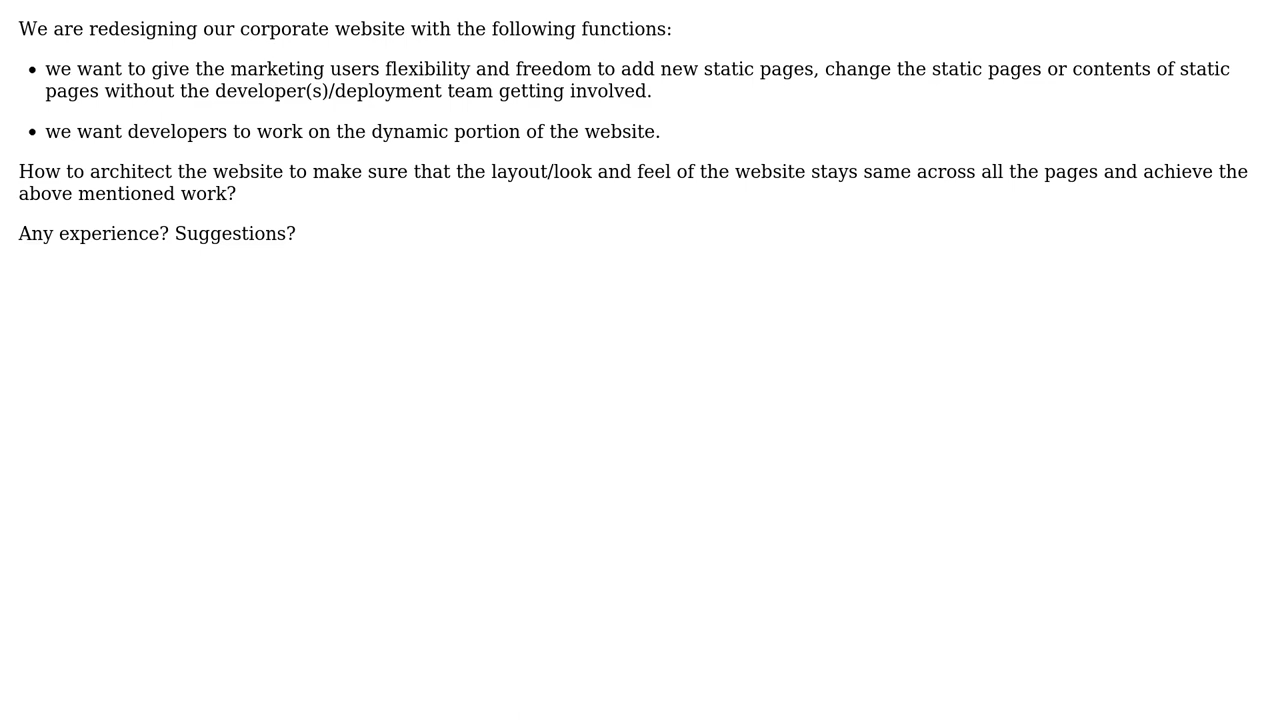 We are redesigning our corporate website with the following functions:
• we want to give the marketing users flexibility and freedom to add new static pages, change the static pages or contents of static
pages without the developer(s)/deployment team getting involved.
• we want developers to work on the dynamic portion of the website.
How to architect the website to make sure that the layout/look and feel of the website stays same across all the pages and achieve the
above mentioned work?
Any experience? Suggestions?